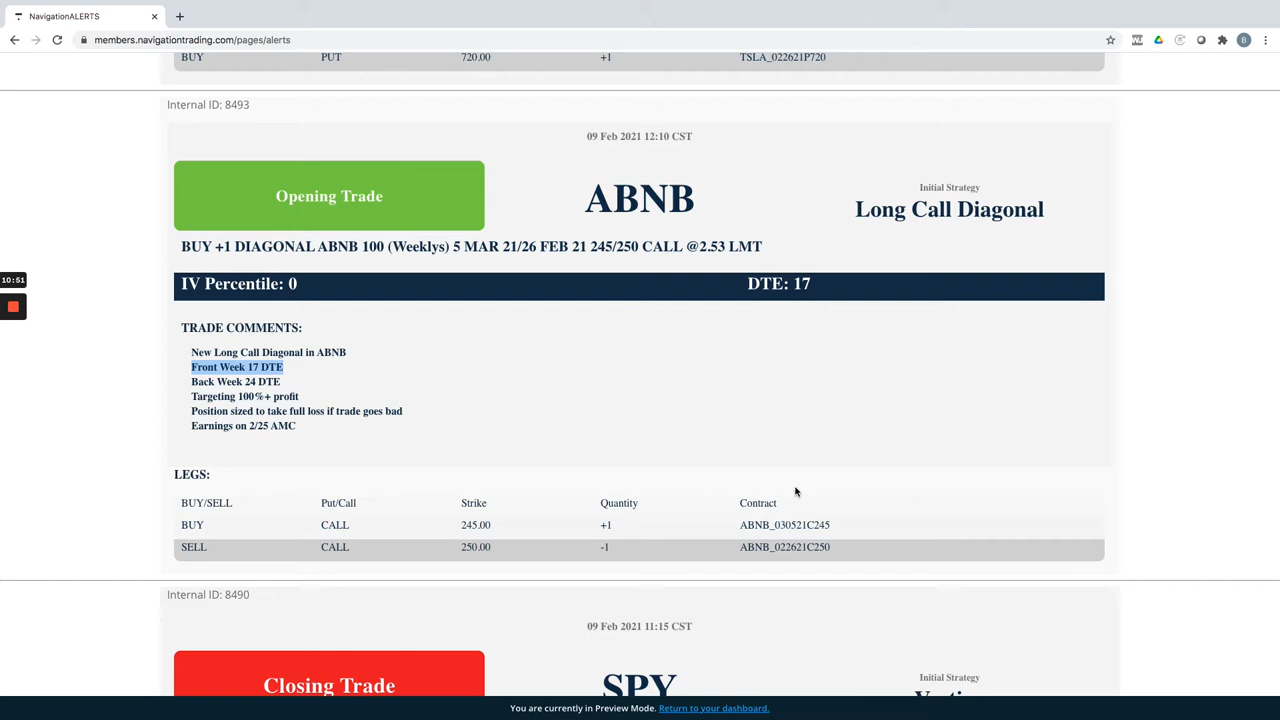 NavigationALERTS
members.navigationtrading.com/pages/alerts
B
BUY PUT 720.00 +1 TSLA_022621P720
Internal ID: 8493
09 Feb 2021 12:10 CST
Opening Trade
ABNB
Initial Strategy
Long Call Diagonal
BUY +1 DIAGONAL ABNB 100 (Weeklys) 5 MAR 21/26 FEB 21 245/250 CALL @2.53 LMT
IV Percentile: 0 DTE: 17
10:51
TRADE COMMENTS:
New Long Call Diagonal in ABNB
Front Week 17 DTE
Back Week 24 DTE
Targeting 100%+ profit
Position sized to take full loss if trade goes bad
Earnings on 2/25 AMC
LEGS:
BUY/SELL Put/Call Strike Quantity Contract
BUY CALL 245.00 +1 ABNB_030521C245
SELL CALL 250.00 -1 ABNB_022621C250
Internal ID: 8490
09 Feb 2021 11:15 CST
Closing Trade
SPY
Initial Strategy
You are currently in Preview Mode. Return to your dashboard.